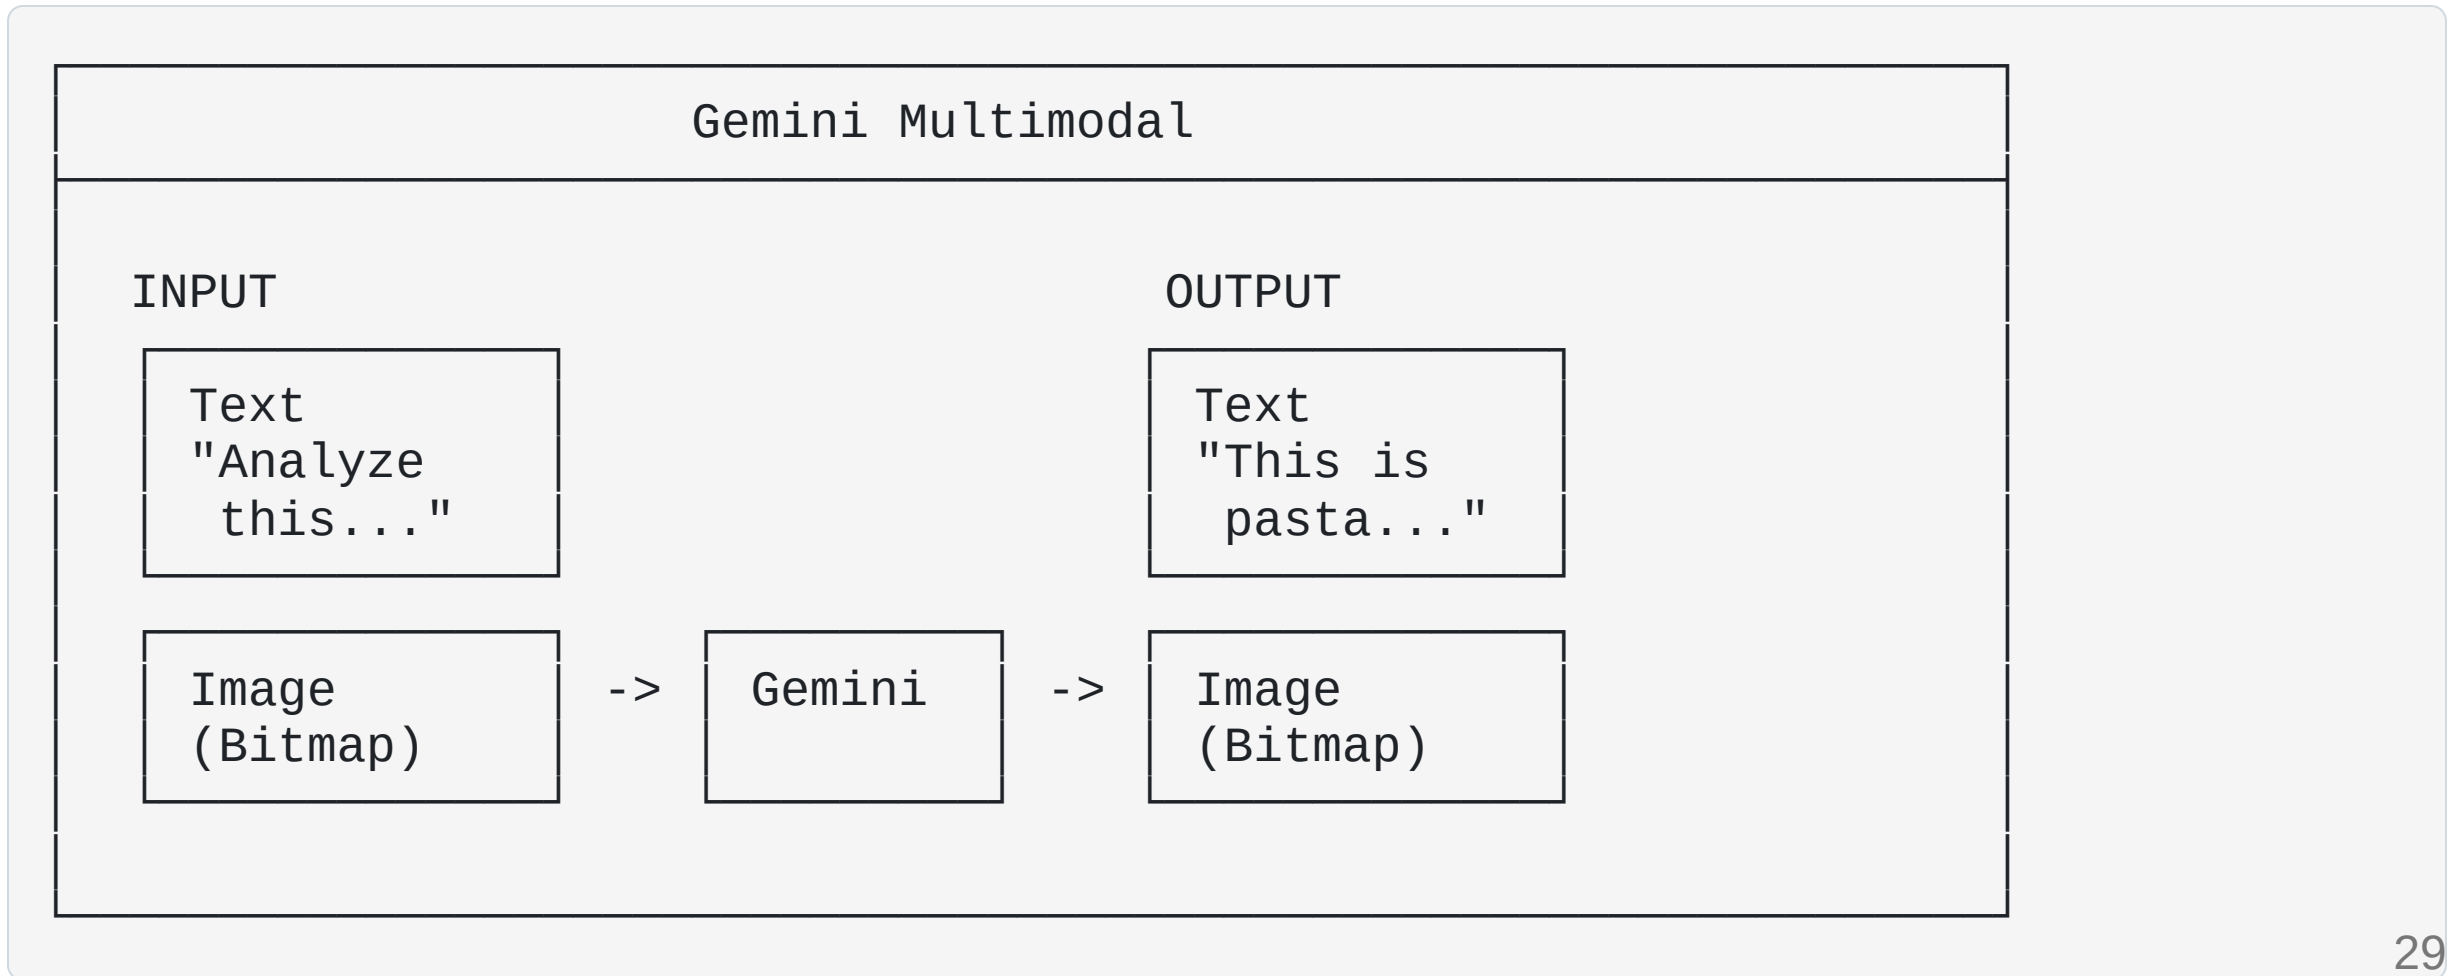 Gemini Multimodal
INPUT OUTPUT
Text Text
"Analyze "This is
this..." pasta..."
Image -> Gemini -> Image
(Bitmap) (Bitmap)
29